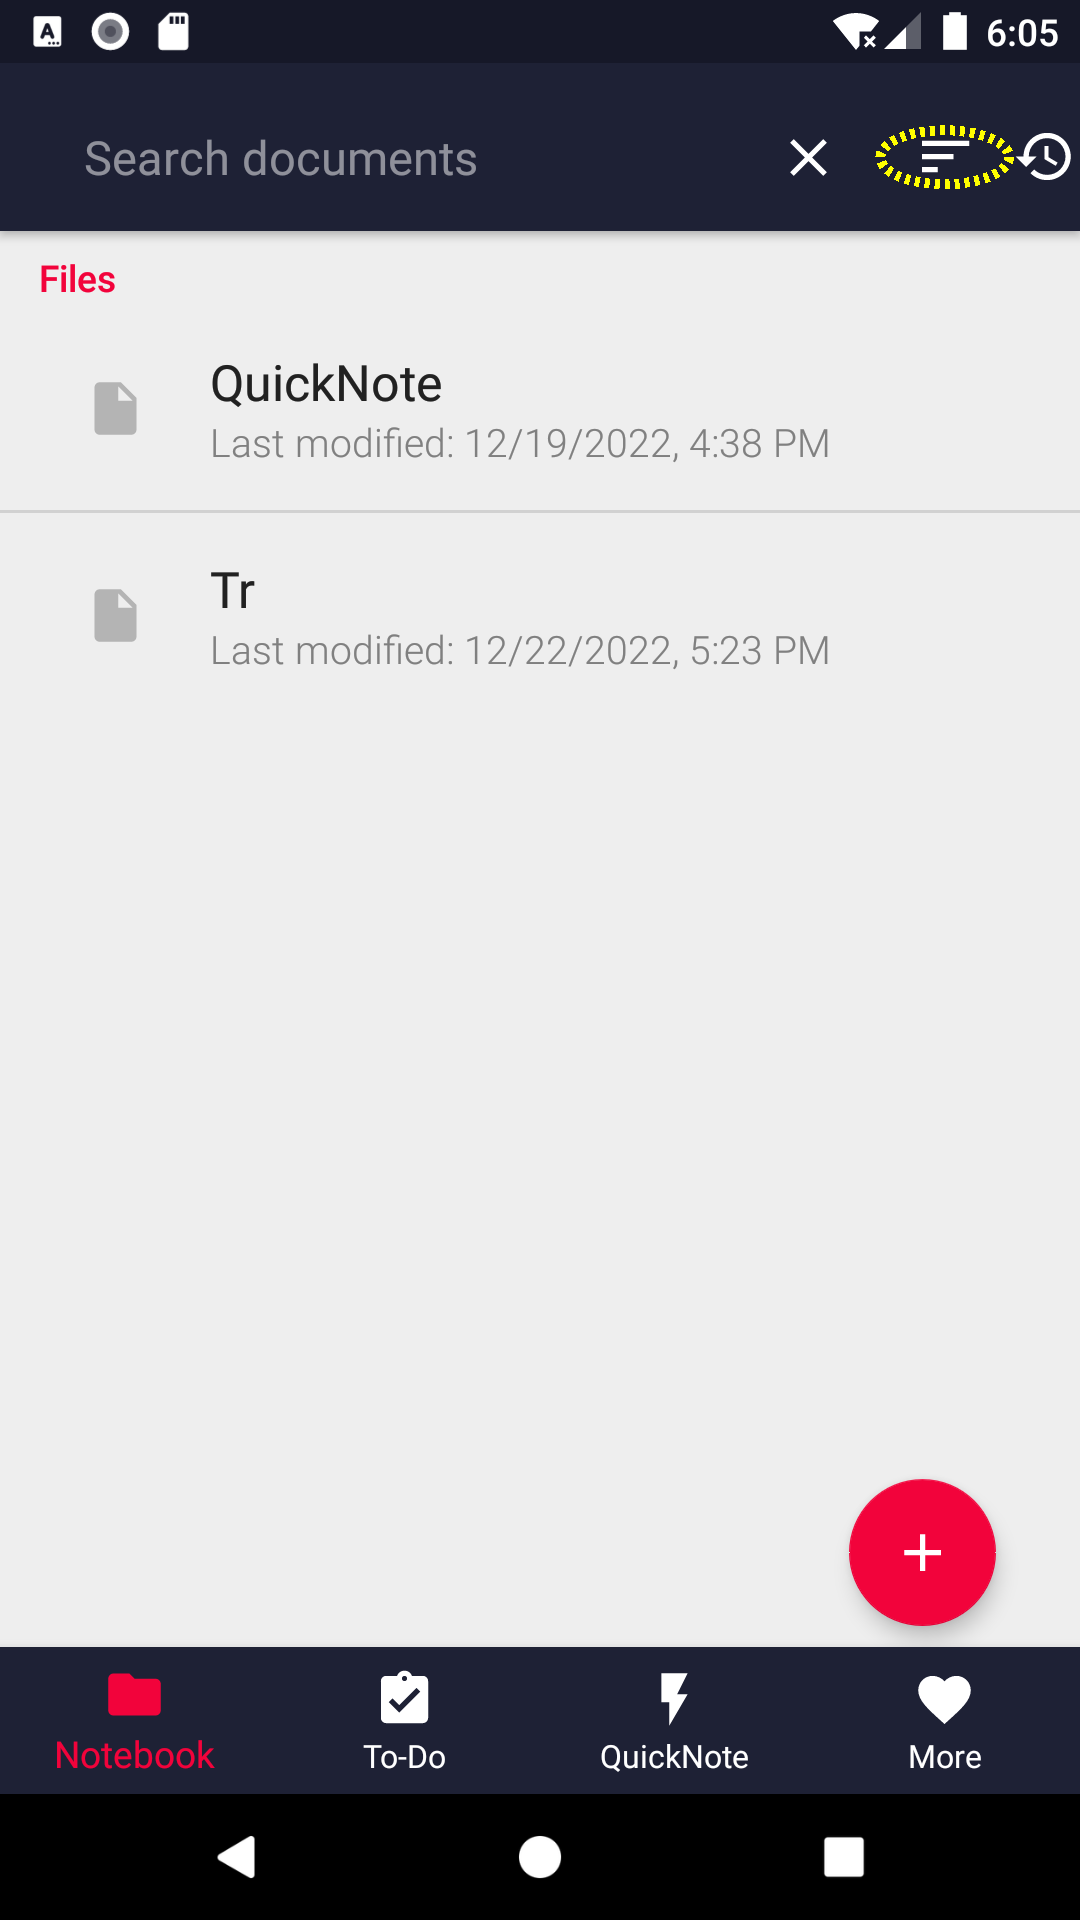 6:05
Search documents
Files
QuickNote
Last modified: 12/19/2022, 4:38 PM
Tr
Last modified: 12/22/2022, 5:23 PM
Notebook
To-Do
QuickNote
More